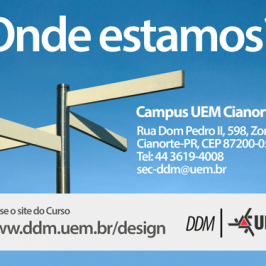 Onde estamos
Campus UEM Cianor
Rua Dom Pedro II, 598, Zo
Cianorte-PR, CEP 87200-0
Tel: 44 3619-4008
sec-ddm@uem.br
se o site do Curso
ww.ddm.uem.br/design
DDM